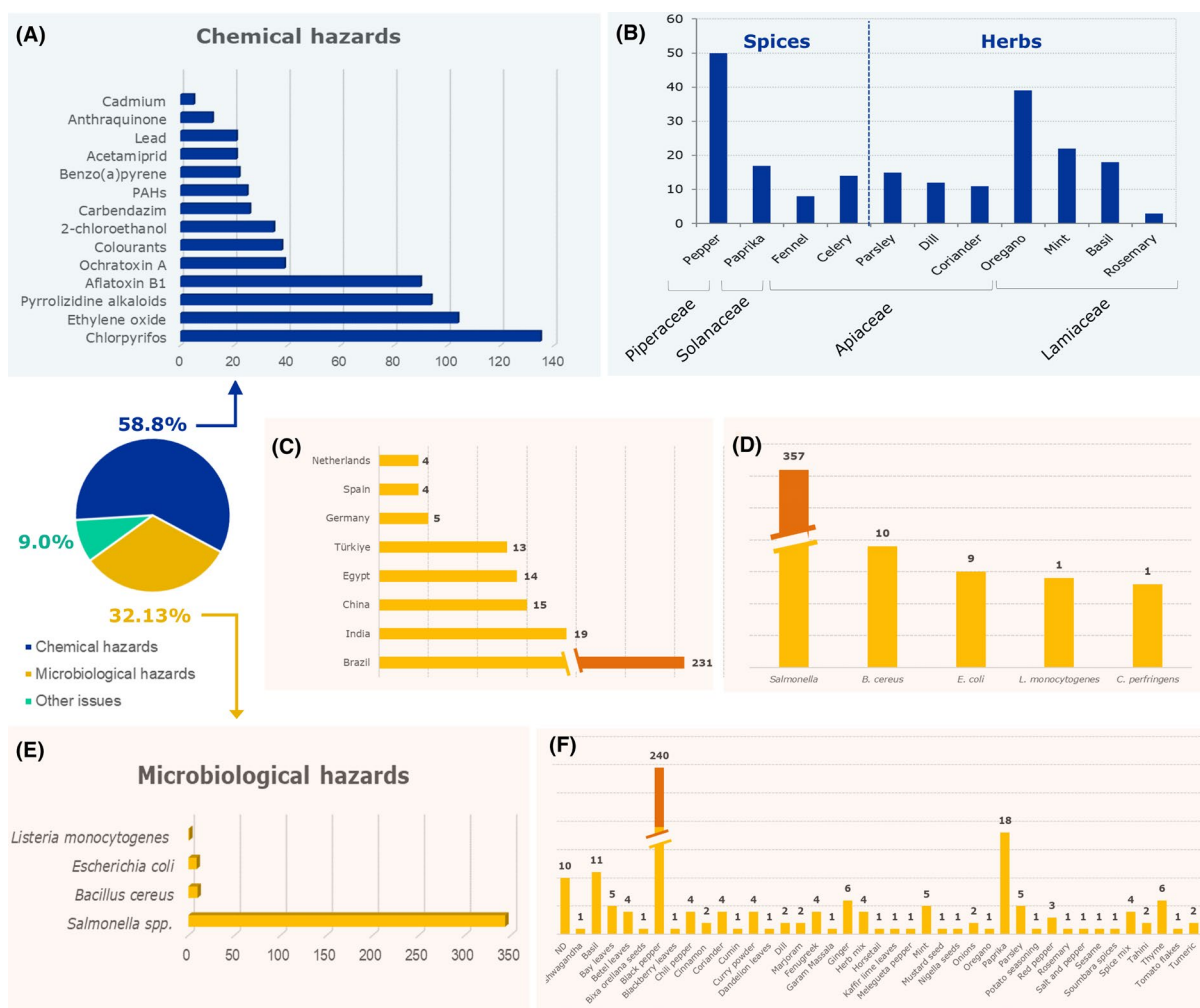 (A)
Chemical hazards
Cadmium
Anthraquinone
Lead
Acetamiprid
Benzo(a)pyrene
PAHs
Carbendazim
2-chloroethanol
Colourants
Ochratoxin A
Aflatoxin B1
Pyrrolizidine alkaloids
Ethylene oxide
Chlorpyrifos
0 20 40 60 80 100 120 140
(B)
60
50
40
30
20
10
0
Spices Herbs
Pepper Paprika Fennel Celery Parsley Dill Coriander Oregano Mint Basil Rosemary
Piperaceae Solanaceae Apiaceae Lamiaceae
58.8%
9.0%
32.13%
Chemical hazards
Microbiological hazards
Other issues
(C)
Netherlands 4
Spain 4
Germany 5
Türkiye 13
Egypt 14
China 15
India 19
Brazil 231
(D)
357 10 9 1 1
Salmonella B. cereus E. coli L. monocytogenes C. perfringens
(E)
Microbiological hazards
Listeria monocytogenes
Escherichia coli
Bacillus cereus
Salmonella spp.
0 50 100 150 200 250 300 350
(F)
10 1 11 5 4 1 240 1 4 2 4 1 4 1 2 2 4 1 6 4 1 1 1 5 1 1 2 1 18 5 1 3 1 1 1 1 4 2 6 1 2
ND
shwagandha
Basil
Bay leaves
Betel leaves
Bixa orellana seeds
Black pepper
Blackberry leaves
Chili pepper
Cinnamon
Coriander
Cumin
Curry powder
Dandelion leaves
Dill
Marjoram
Fenugreek
Garam Massala
Ginger
Herb mix
Horsetail
Kaffir lime leaves
Melegueta pepper
Mint
Mustard seed
Nigella seeds
Onions
Oregano
Paprika
Parsley
Potato seasoning
Red pepper
Rosemary
Salt and pepper
Sesame
Soumbara spices
Spice mix
Tahini
Thyme
Tomato flakes
Tumeric